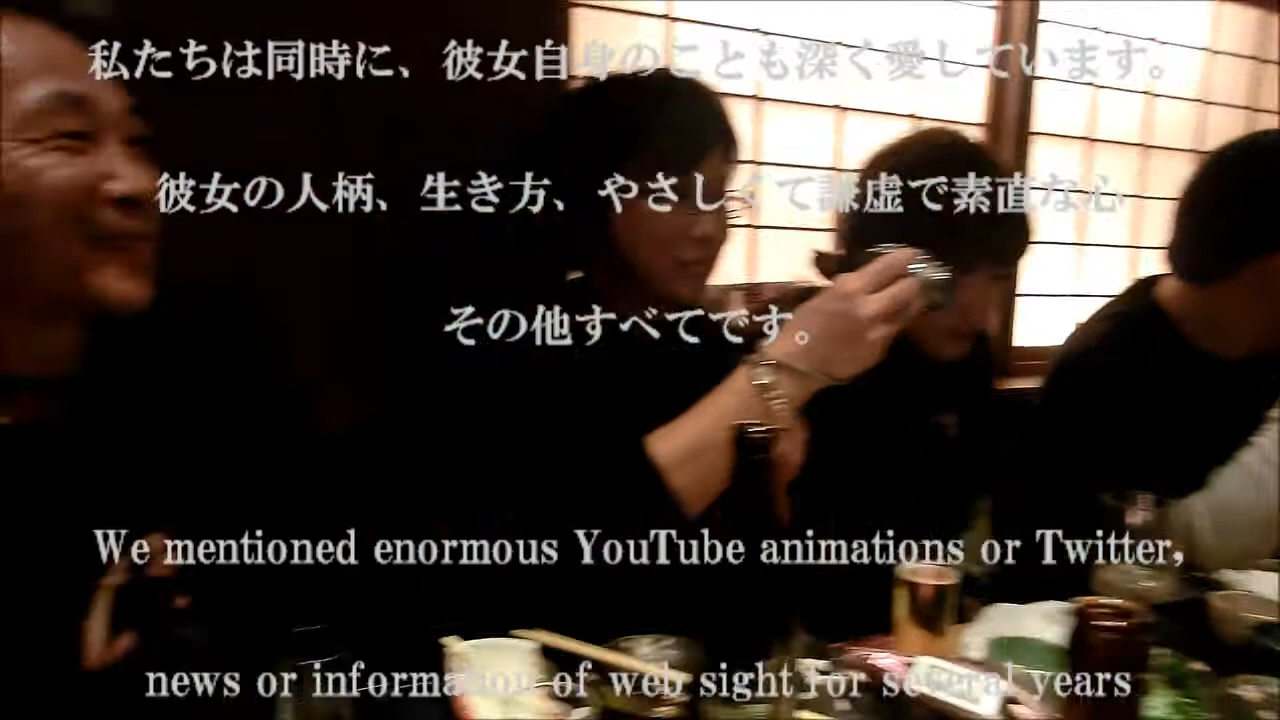 私たちは同時に、彼女自身のことも深く愛しています。
彼女の人柄、生き方、やさしくて謙虚で素直な心
その他すべてです。
We mentioned enormous YouTube animations or Twitter,
news or information of web sight for several years